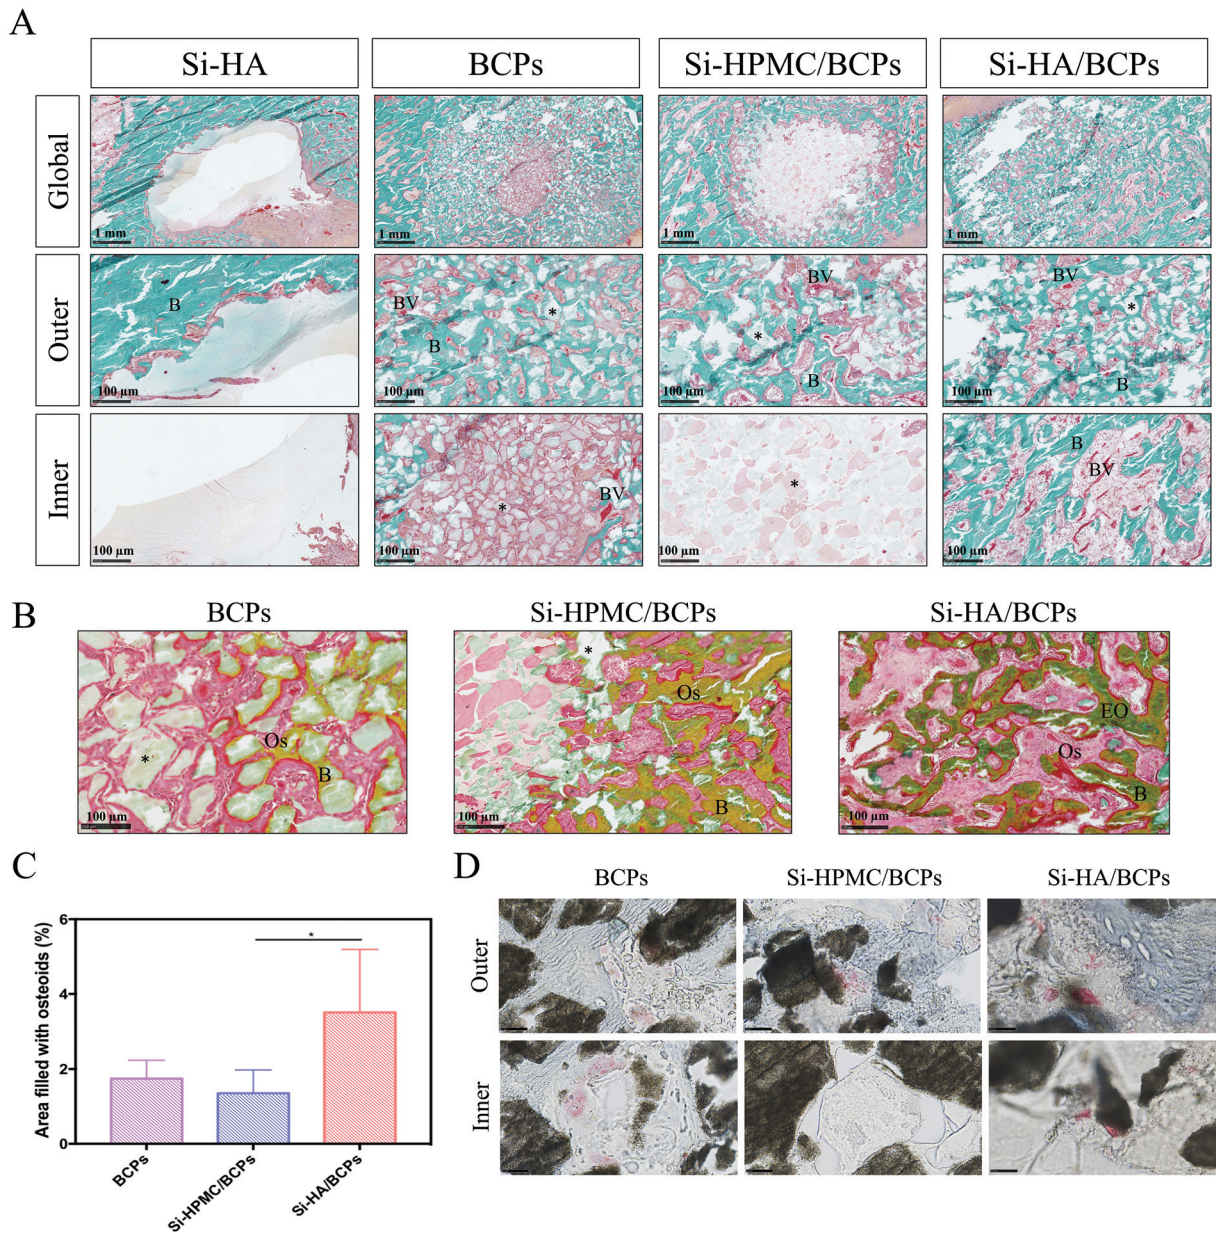 A
Si-HA
BCPs
Si-HPMC/BCPs
Si-HA/BCPs
Global
1 mm
1 mm
1 mm
1 mm
Outer
B
100 µm
BV
*
B
100 µm
BV
*
B
100 µm
BV
*
B
100 µm
Inner
100 µm
*
BV
100 µm
*
100 µm
B
BV
100 µm
B
BCPs
Si-HPMC/BCPs
Si-HA/BCPs
*
Os
B
100 µm
*
Os
B
100 µm
EO
Os
B
100 µm
C
Area filled with osteoids (%)
6
4
2
0
*
BCPs
Si-HPMC/BCPs
Si-HA/BCPs
D
BCPs
Si-HPMC/BCPs
Si-HA/BCPs
Outer
Inner